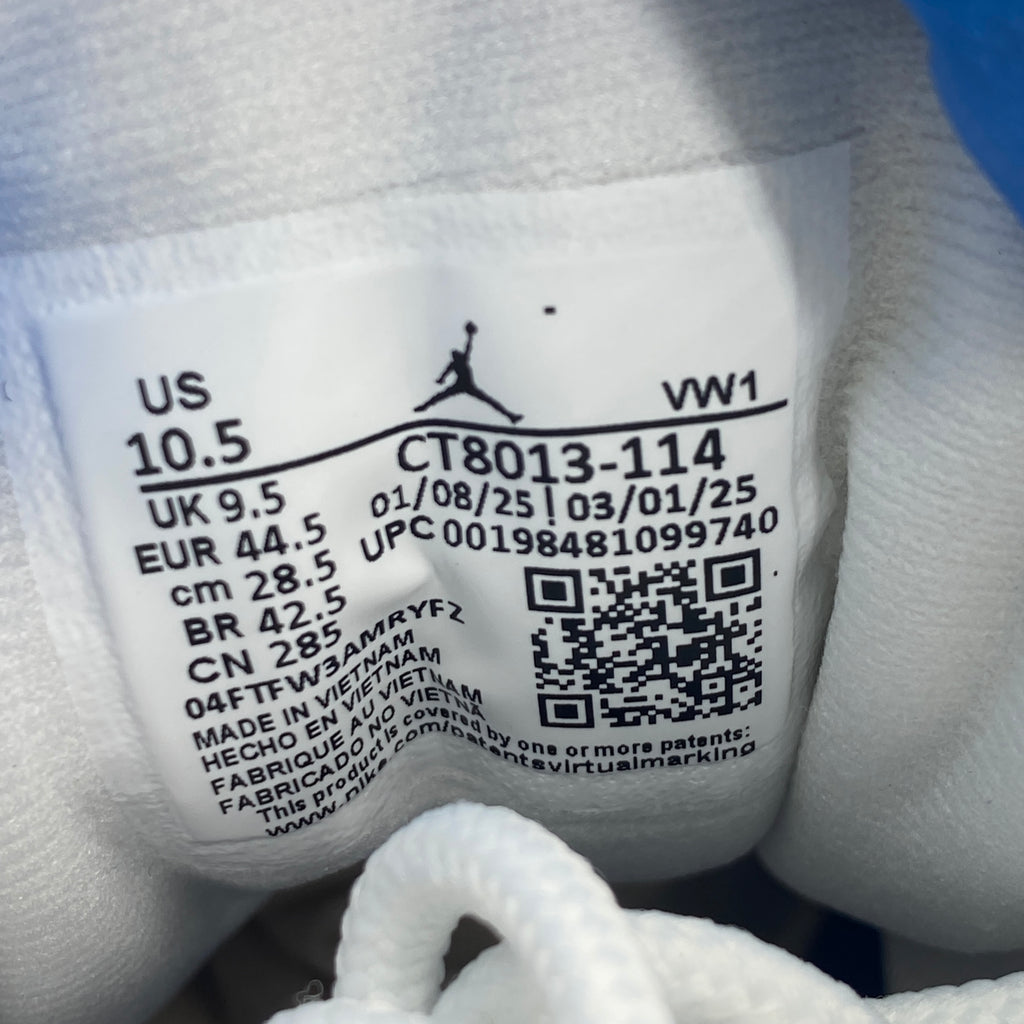 US
10.5
VW1
UK 9.5
EUR 44.5
cm 28.5
BR 42.5
CN 285
CT8013-114
01/08/25 | 03/01/25
UPC 00198481099740
04FTFW3AMRYFZ
MADE IN VIETNAM
HECHO EN VIETNAM
FABRIQUE AU VIETNAM
FABRICADO NO VIETNÃ
This product is covered by one or more patents:
www.nike.com/patentsvirtualmarking